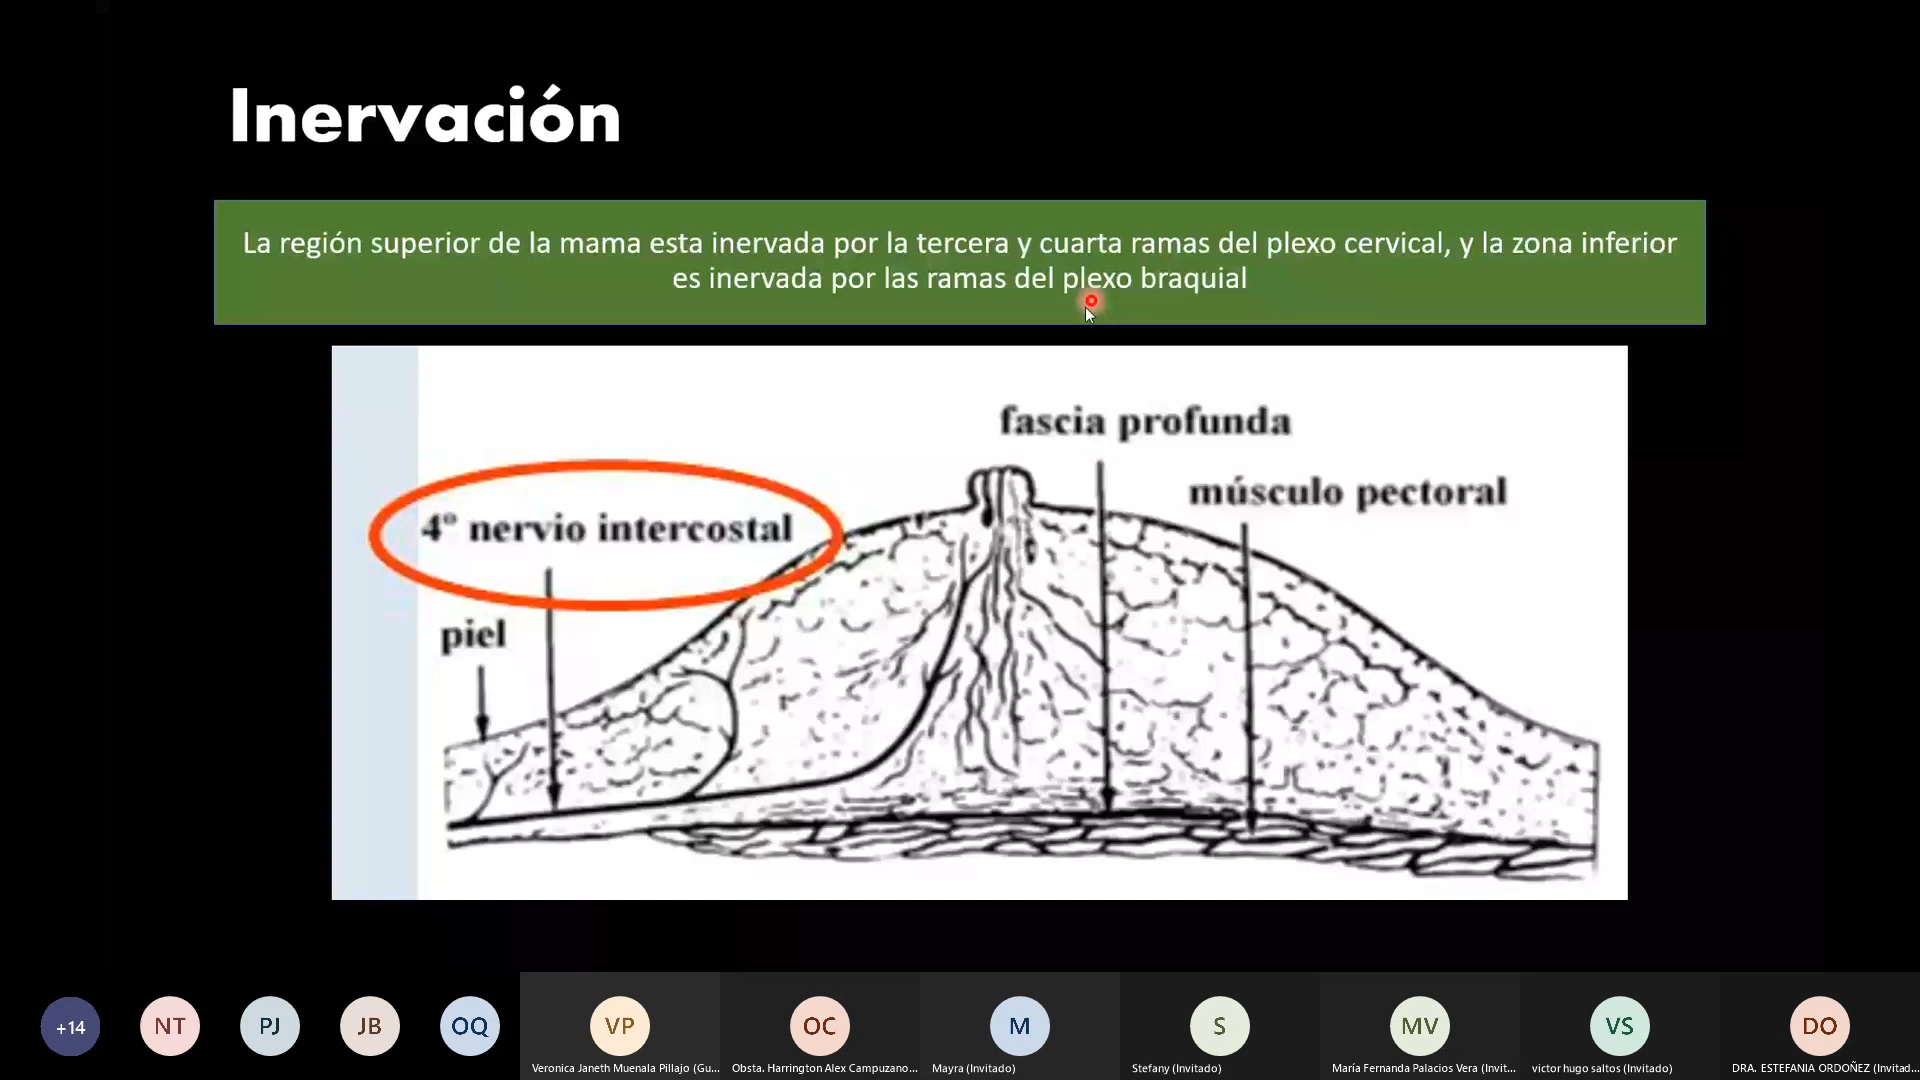 Inervación
La región superior de la mama esta inervada por la tercera y cuarta ramas del plexo cervical, y la zona inferior
es inervada por las ramas del plexo braquial
fascia profunda
músculo pectoral
4º nervio intercostal
piel
+14
NT
PJ
JB
OQ
VP
OC
M
S
MV
VS
DO
Veronica Janeth Muenala Pillajo (Gu...
Obsta. Harrington Alex Campuzano...
Mayra (Invitado)
Stefany (Invitado)
María Fernanda Palacios Vera (Invit...
victor hugo saltos (Invitado)
DRA. ESTEFANIA ORDOÑEZ (Invitad...